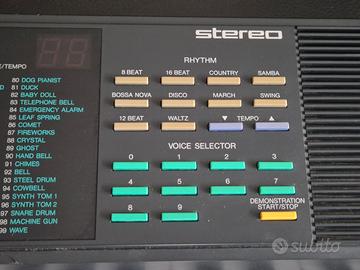 stereo
E/TEMPO
RHYTHM
8 BEAT 16 BEAT COUNTRY SAMBA
BOSSA NOVA DISCO MARCH SWING
12 BEAT WALTZ ▼ TEMPO ▲
VOICE SELECTOR
0 1 2 3
4 5 6 7
8 9 DEMONSTRATION
START/STOP
80 DOG PIANIST
81 DUCK
82 BABY DOLL
83 TELEPHONE BELL
84 EMERGENCY ALARM
85 LEAF SPRING
86 COMET
87 FIREWORKS
88 CRYSTAL
89 GHOST
90 HAND BELL
91 CHIMES
92 BELL
93 STEEL DRUM
94 COWBELL
95 SYNTH TOM 1
96 SYNTH TOM 2
97 SNARE DRUM
98 MACHINE GUN
99 WAVE
subito